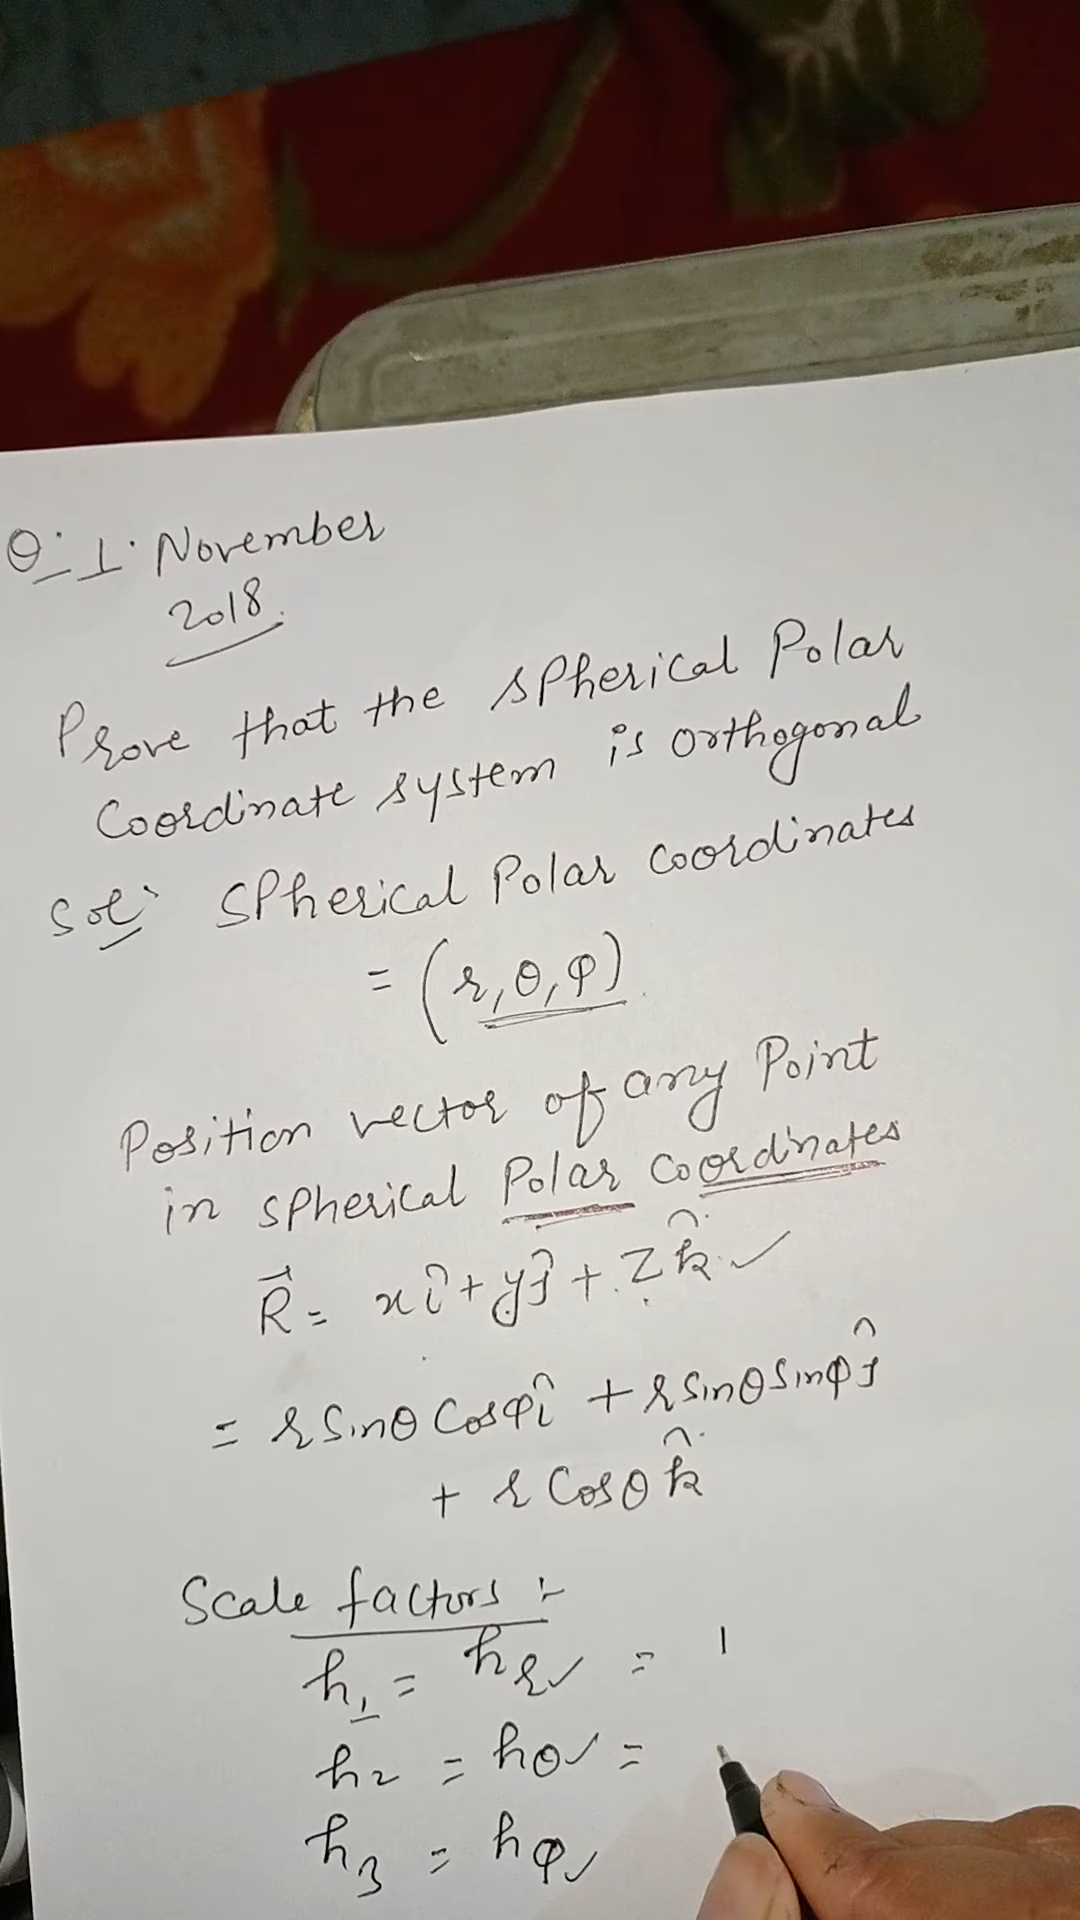 Q:-1. November
2018.
Prove that the spherical Polar
Coordinate system is orthogonal
Sol: Spherical Polar Coordinates
= (r, θ, φ)
Position vector of any Point
in spherical Polar Coordinates
R⃗ = xî + yĵ + zk̂ ✓
= r sinθ Cosφ î + r sinθ sinφ ĵ
+ r Cosθ k̂
Scale factors :-
h₁ = hr ✓ = 1
h₂ = hθ ✓ =
h₃ = hφ ✓